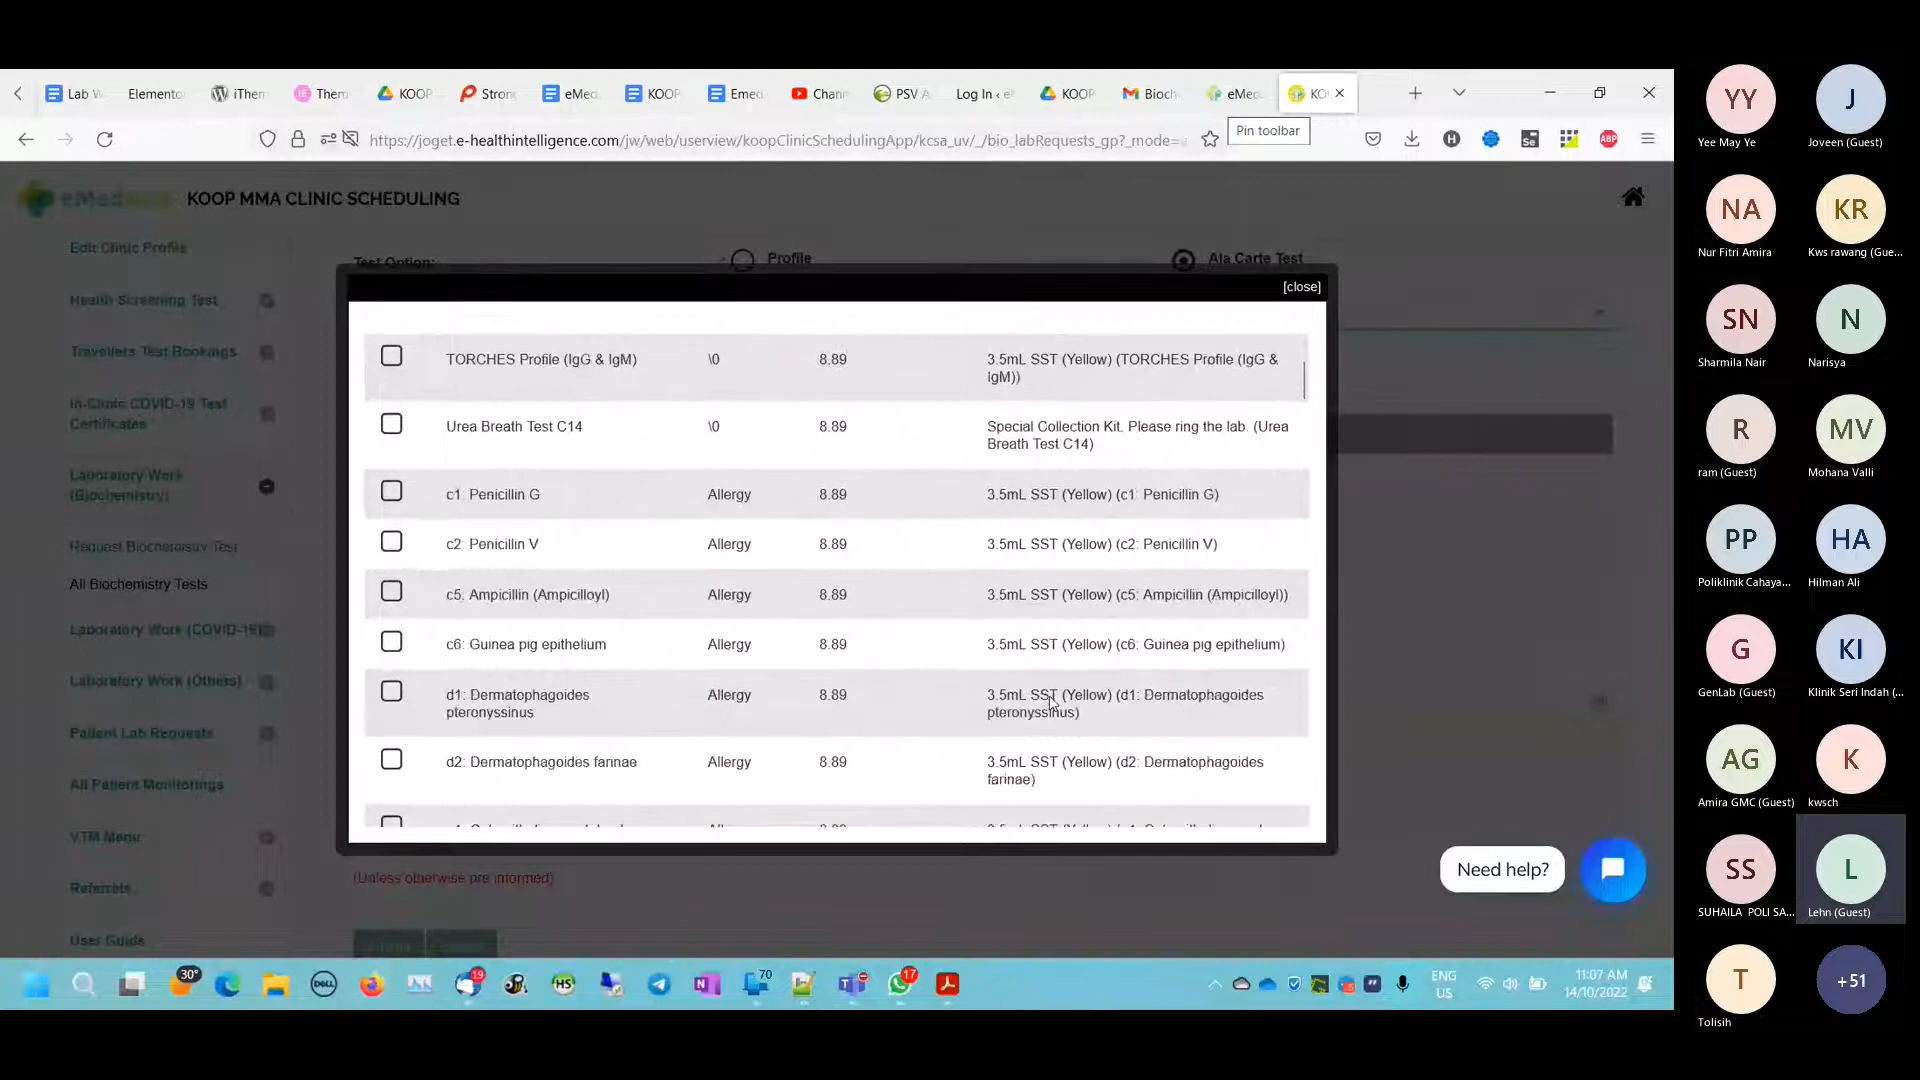 Lab W
Elemento
iThem
Them
KOOP
Stron
eMed
KOOP
Emed
Chann
PSV A
Log In ‹ e
KOOP
Bioch
eMed
KO
Pin toolbar
https://joget.e-healthintelligence.com/jw/web/userview/koopClinicSchedulingApp/kcsa_uv/_/bio_labRequests_gp?_mode=a
KOOP MMA CLINIC SCHEDULING
Edit Clinic Profile
Health Screening Test
Travellers Test Bookings
In-Clinic COVID-19 Test
Certificates
Laboratory Work
(Biochemistry)
Request Biochemistry Test
All Biochemistry Tests
Laboratory Work (COVID-19)
Laboratory Work (Others)
Patient Lab Requests
All Patient Monitorings
VTM Menu
Referrals
User Guide
Test Option:
Profile
Ala Carte Test
[close]
TORCHES Profile (IgG & IgM) \0 8.89 3.5mL SST (Yellow) (TORCHES Profile (IgG &
IgM))
Urea Breath Test C14 \0 8.89 Special Collection Kit. Please ring the lab. (Urea
Breath Test C14)
c1: Penicillin G Allergy 8.89 3.5mL SST (Yellow) (c1: Penicillin G)
c2: Penicillin V Allergy 8.89 3.5mL SST (Yellow) (c2: Penicillin V)
c5: Ampicillin (Ampicilloyl) Allergy 8.89 3.5mL SST (Yellow) (c5: Ampicillin (Ampicilloyl))
c6: Guinea pig epithelium Allergy 8.89 3.5mL SST (Yellow) (c6: Guinea pig epithelium)
d1: Dermatophagoides Allergy 8.89 3.5mL SST (Yellow) (d1: Dermatophagoides
pteronyssinus pteronyssinus)
d2: Dermatophagoides farinae Allergy 8.89 3.5mL SST (Yellow) (d2: Dermatophagoides
farinae)
(Unless otherwise pre informed)
Need help?
30°
DELL
19
HS
70
17
ENG
US
11:07 AM
14/10/2022
YY
Yee May Ye
J
Joveen (Guest)
NA
Nur Fitri Amira
KR
Kws rawang (Gue...
SN
Sharmila Nair
N
Narisya
R
ram (Guest)
MV
Mohana Valli
PP
Poliklinik Cahaya...
HA
Hilman Ali
G
GenLab (Guest)
KI
Klinik Seri Indah (...
AG
Amira GMC (Guest)
K
kwsch
SS
SUHAILA POLI SA...
L
Lehn (Guest)
T
Tolisih
+51